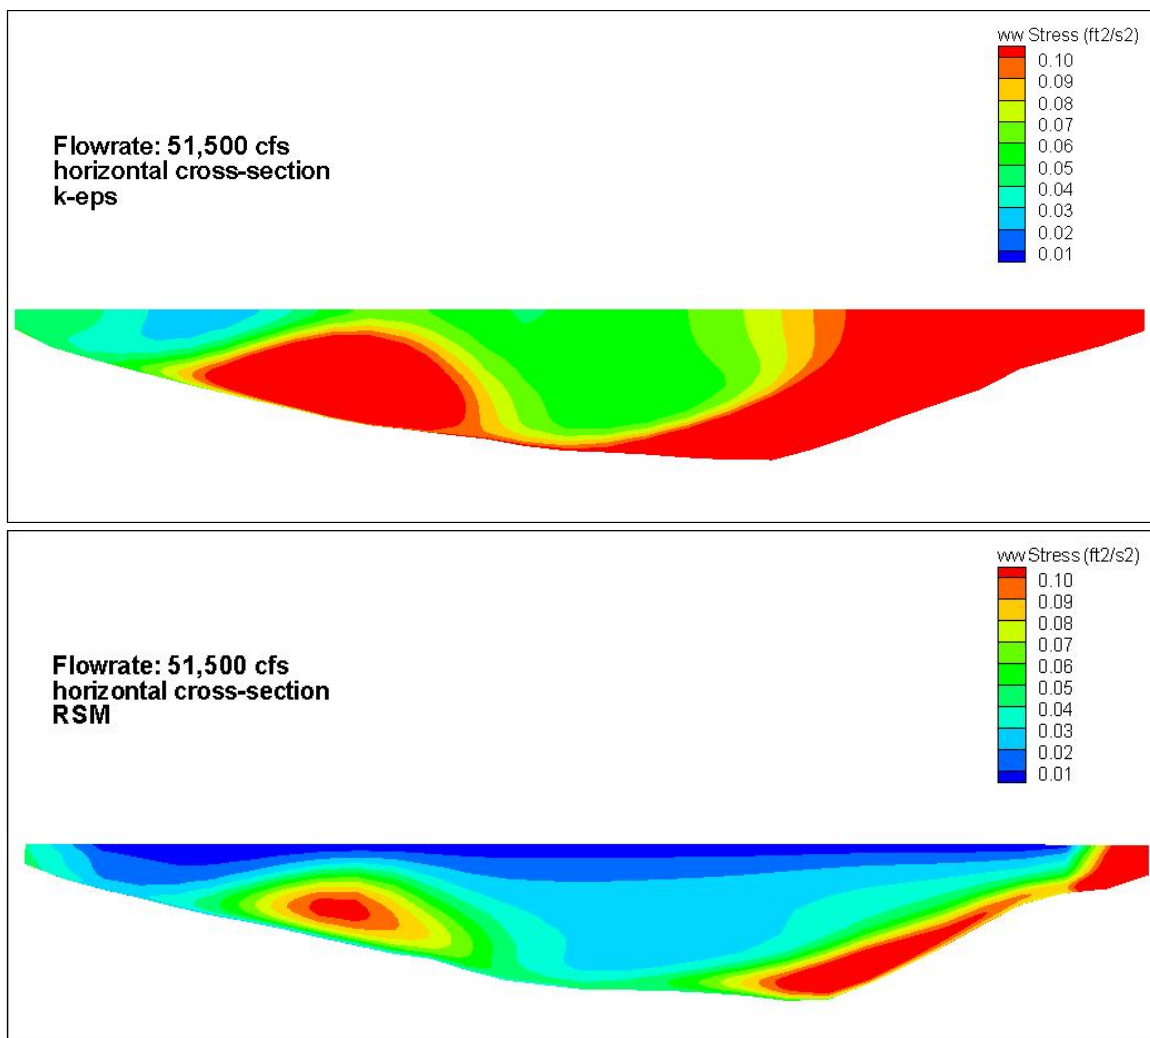 ww Stress (ft2/s2)
0.10
0.09
0.08
0.07
0.06
0.05
0.04
0.03
0.02
0.01
Flowrate: 51,500 cfs
horizontal cross-section
k-eps
ww Stress (ft2/s2)
0.10
0.09
0.08
0.07
0.06
0.05
0.04
0.03
0.02
0.01
Flowrate: 51,500 cfs
horizontal cross-section
RSM